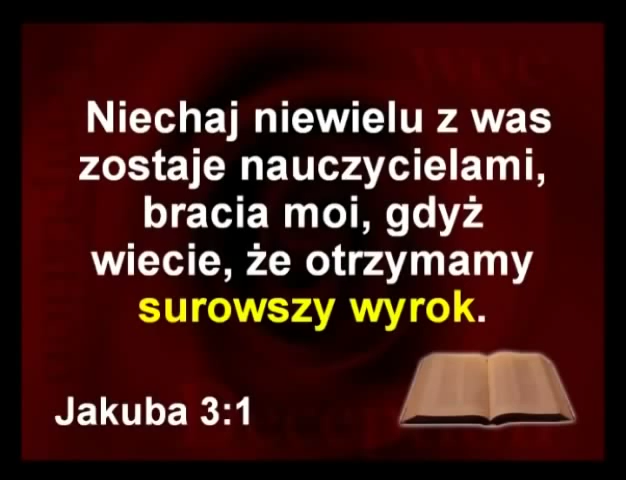 Niechaj niewielu z was
zostaje nauczycielami,
bracia moi, gdyż
wiecie, że otrzymamy
surowszy wyrok.
Jakuba 3:1